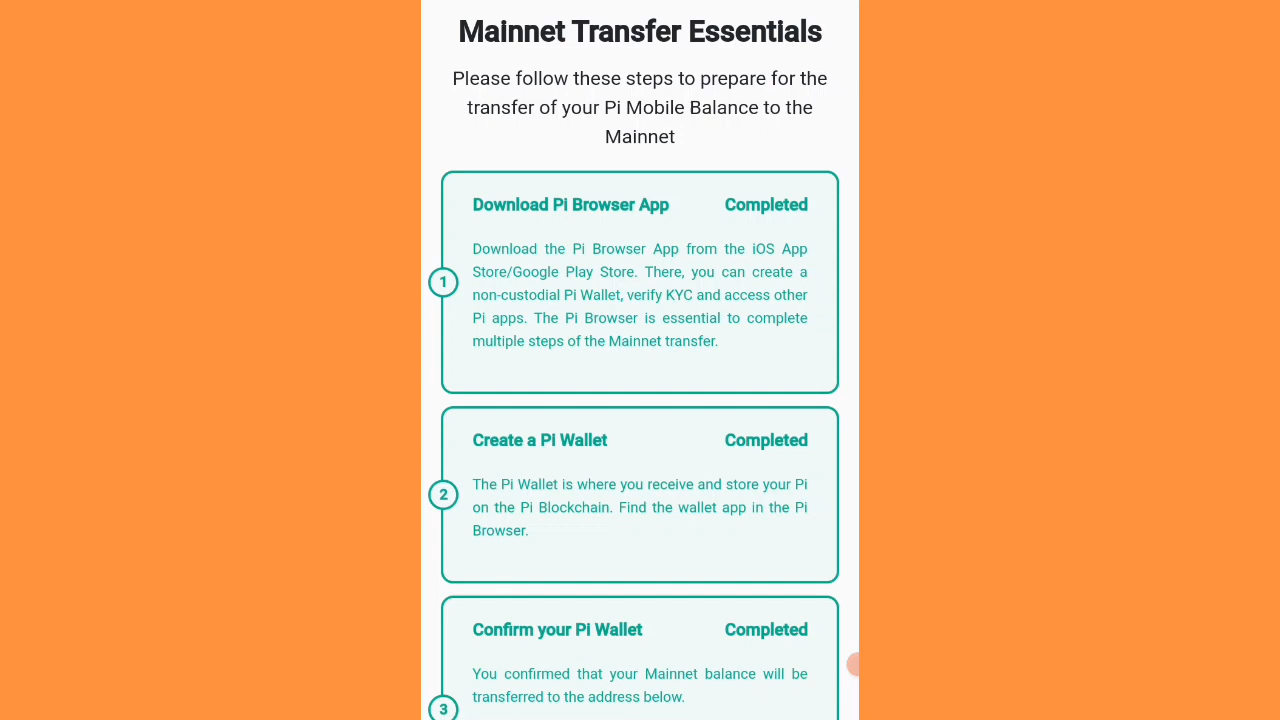 Mainnet Transfer Essentials
Please follow these steps to prepare for the
transfer of your Pi Mobile Balance to the
Mainnet
Download Pi Browser App Completed
Download the Pi Browser App from the iOS App
Store/Google Play Store. There, you can create a
1
non-custodial Pi Wallet, verify KYC and access other
Pi apps. The Pi Browser is essential to complete
multiple steps of the Mainnet transfer.
Create a Pi Wallet Completed
The Pi Wallet is where you receive and store your Pi
2
on the Pi Blockchain. Find the wallet app in the Pi
Browser.
Confirm your Pi Wallet Completed
You confirmed that your Mainnet balance will be
transferred to the address below.
3